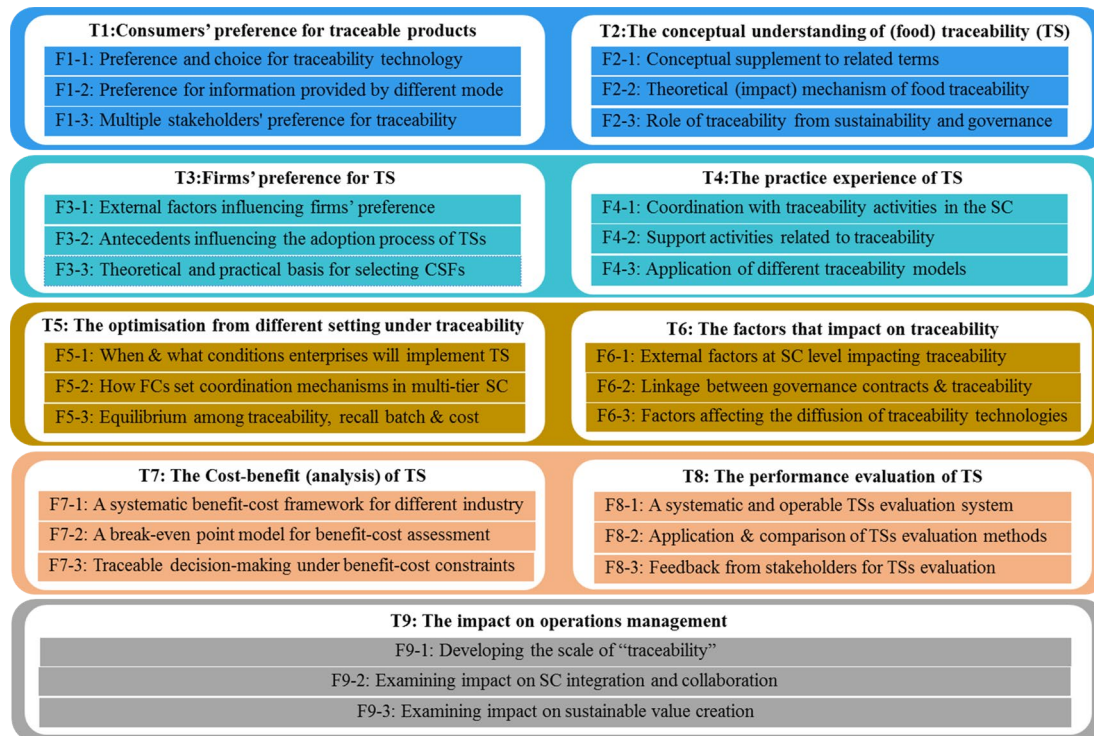 T1:Consumers' preference for traceable products
F1-1: Preference and choice for traceability technology
F1-2: Preference for information provided by different mode
F1-3: Multiple stakeholders' preference for traceability
T2:The conceptual understanding of (food) traceability (TS)
F2-1: Conceptual supplement to related terms
F2-2: Theoretical (impact) mechanism of food traceability
F2-3: Role of traceability from sustainability and governance
T3:Firms' preference for TS
F3-1: External factors influencing firms' preference
F3-2: Antecedents influencing the adoption process of TSs
F3-3: Theoretical and practical basis for selecting CSFs
T4:The practice experience of TS
F4-1: Coordination with traceability activities in the SC
F4-2: Support activities related to traceability
F4-3: Application of different traceability models
T5: The optimisation from different setting under traceability
F5-1: When & what conditions enterprises will implement TS
F5-2: How FCs set coordination mechanisms in multi-tier SC
F5-3: Equilibrium among traceability, recall batch & cost
T6: The factors that impact on traceability
F6-1: External factors at SC level impacting traceability
F6-2: Linkage between governance contracts & traceability
F6-3: Factors affecting the diffusion of traceability technologies
T7: The Cost-benefit (analysis) of TS
F7-1: A systematic benefit-cost framework for different industry
F7-2: A break-even point model for benefit-cost assessment
F7-3: Traceable decision-making under benefit-cost constraints
T8: The performance evaluation of TS
F8-1: A systematic and operable TSs evaluation system
F8-2: Application & comparison of TSs evaluation methods
F8-3: Feedback from stakeholders for TSs evaluation
T9: The impact on operations management
F9-1: Developing the scale of “traceability”
F9-2: Examining impact on SC integration and collaboration
F9-3: Examining impact on sustainable value creation